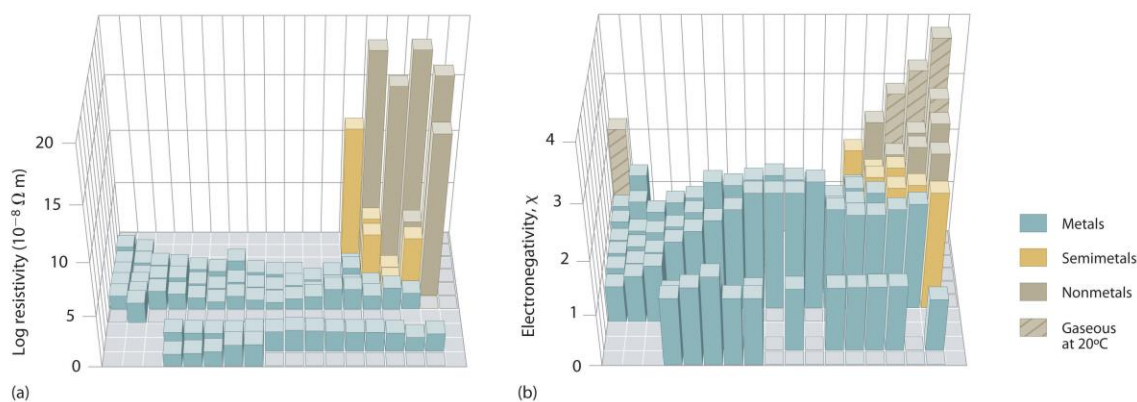 20
15
10
5
0
Log resistivity (10⁻⁸ Ω m)
(a)
4
3
2
1
0
Electronegativity, χ
(b)
Metals
Semimetals
Nonmetals
Gaseous
at 20ºC